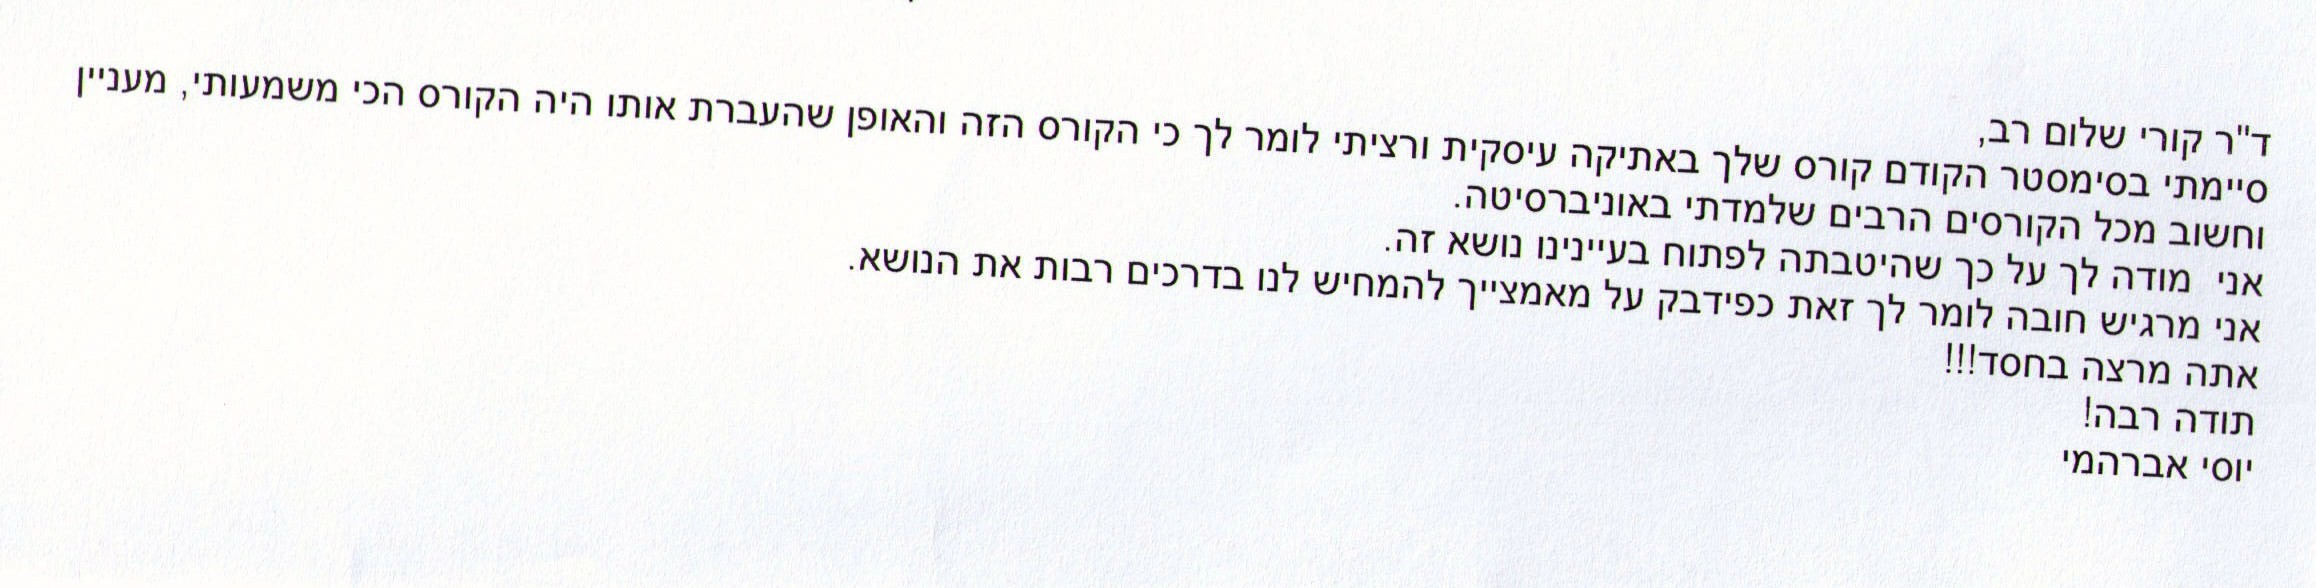 ד"ר קורי שלום רב,
סיימתי בסימסטר הקודם קורס שלך באתיקה עיסקית ורציתי לומר לך כי הקורס הזה והאופן שהעברת אותו היה הקורס הכי משמעותי, מעניין
וחשוב מכל הקורסים הרבים שלמדתי באוניברסיטה.
אני  מודה לך על כך שהיטבתה לפתוח בעיינינו נושא זה.
אני מרגיש חובה לומר לך זאת כפידבק על מאמצייך להמחיש לנו בדרכים רבות את הנושא.
אתה מרצה בחסד!!!
תודה רבה!
יוסי אברהמי